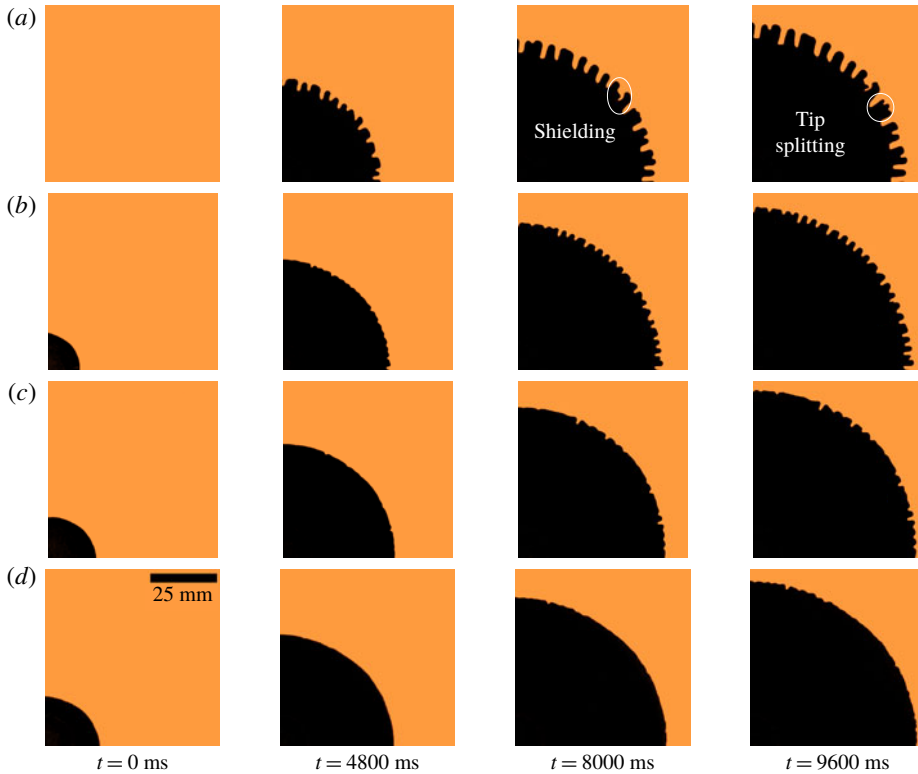 (a)
Shielding
Tip
splitting
(b)
(c)
(d)
25 mm
t = 0 ms
t = 4800 ms
t = 8000 ms
t = 9600 ms